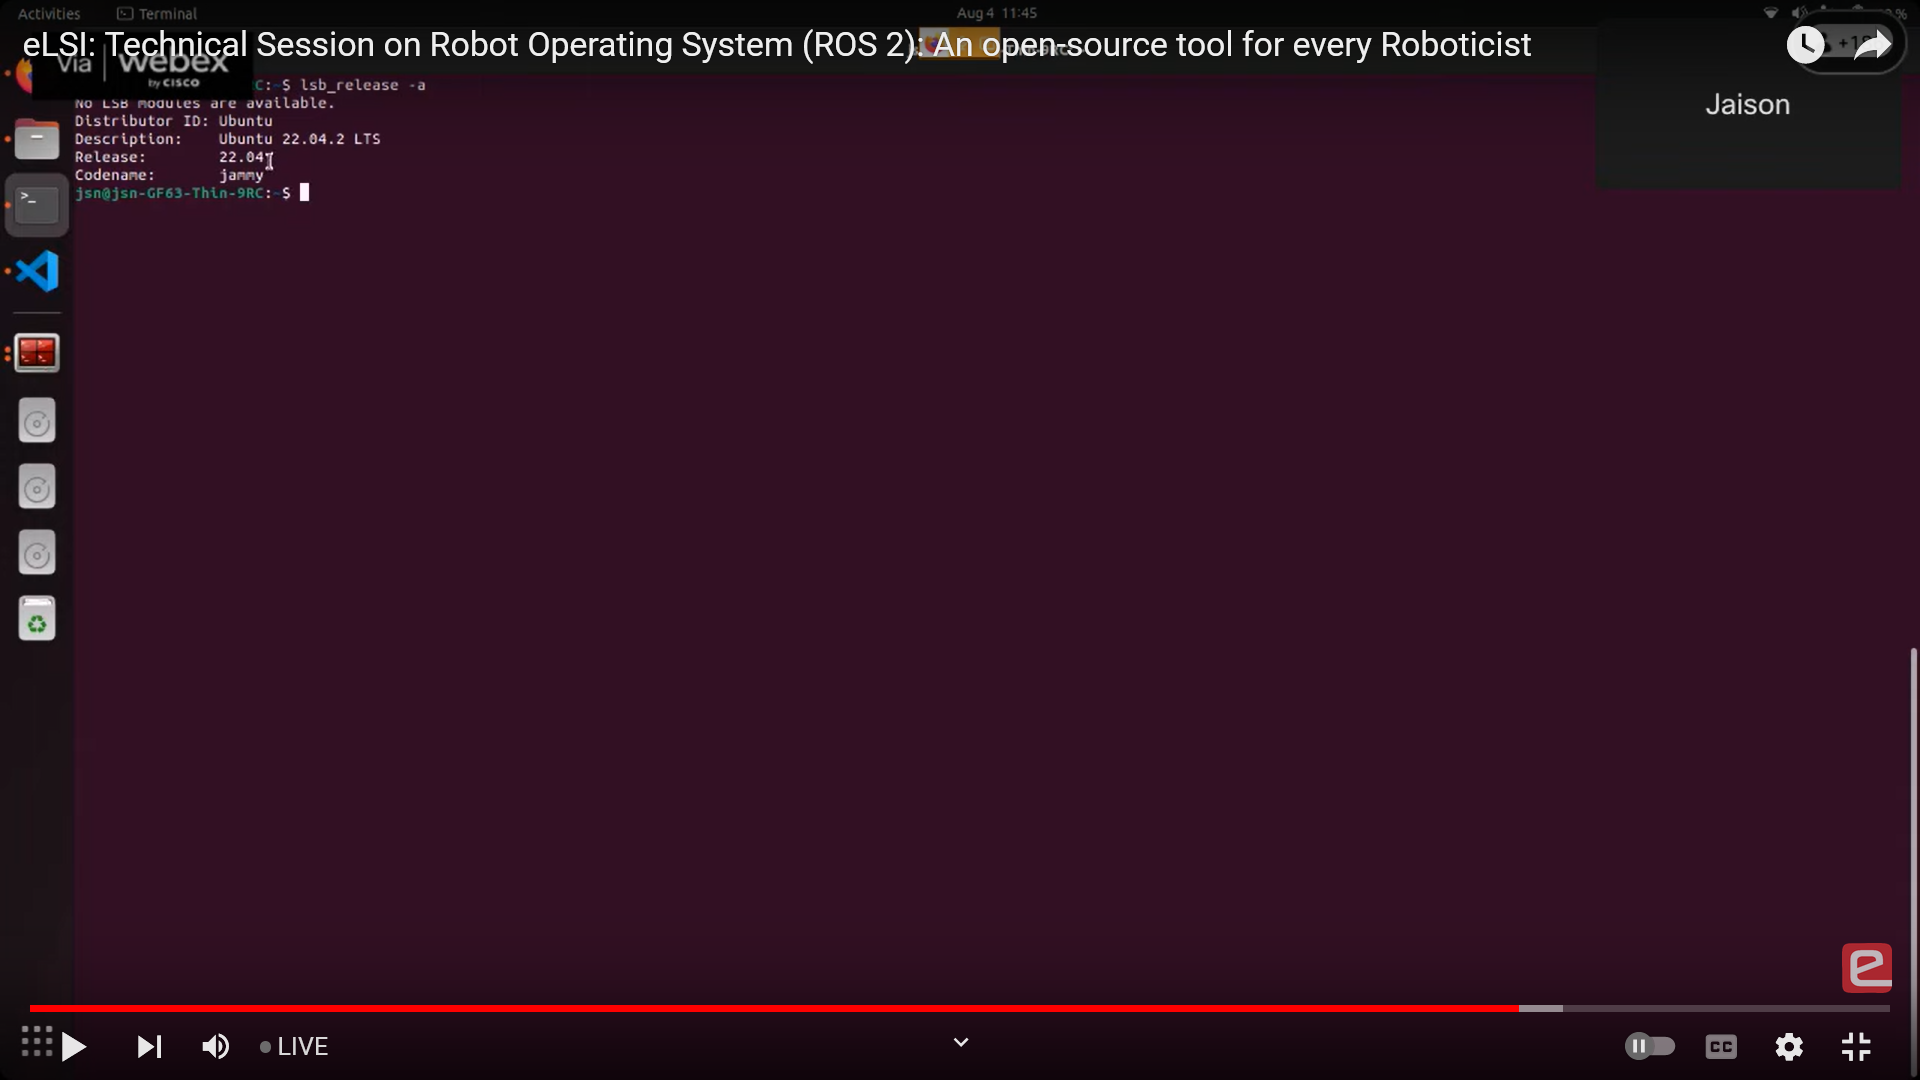 Activities Terminal Aug 4 11:45
eLSI: Technical Session on Robot Operating System (ROS 2): An open-source tool for every Roboticist
via webex
by CISCO
C:~$ lsb_release -a
No LSB modules are available.
Distributor ID: Ubuntu
Description: Ubuntu 22.04.2 LTS
Release: 22.04
Codename: jammy
jsn@jsn-GF63-Thin-9RC:~$
Jaison
LIVE
CC